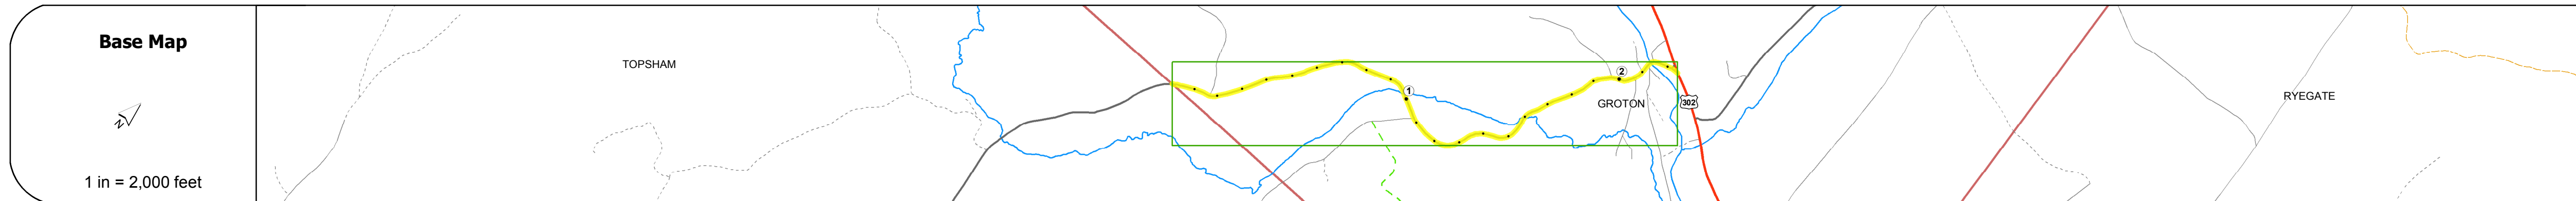 Base Map
N
1 in = 2,000 feet
TOPSHAM
1
2
GROTON
302
RYEGATE